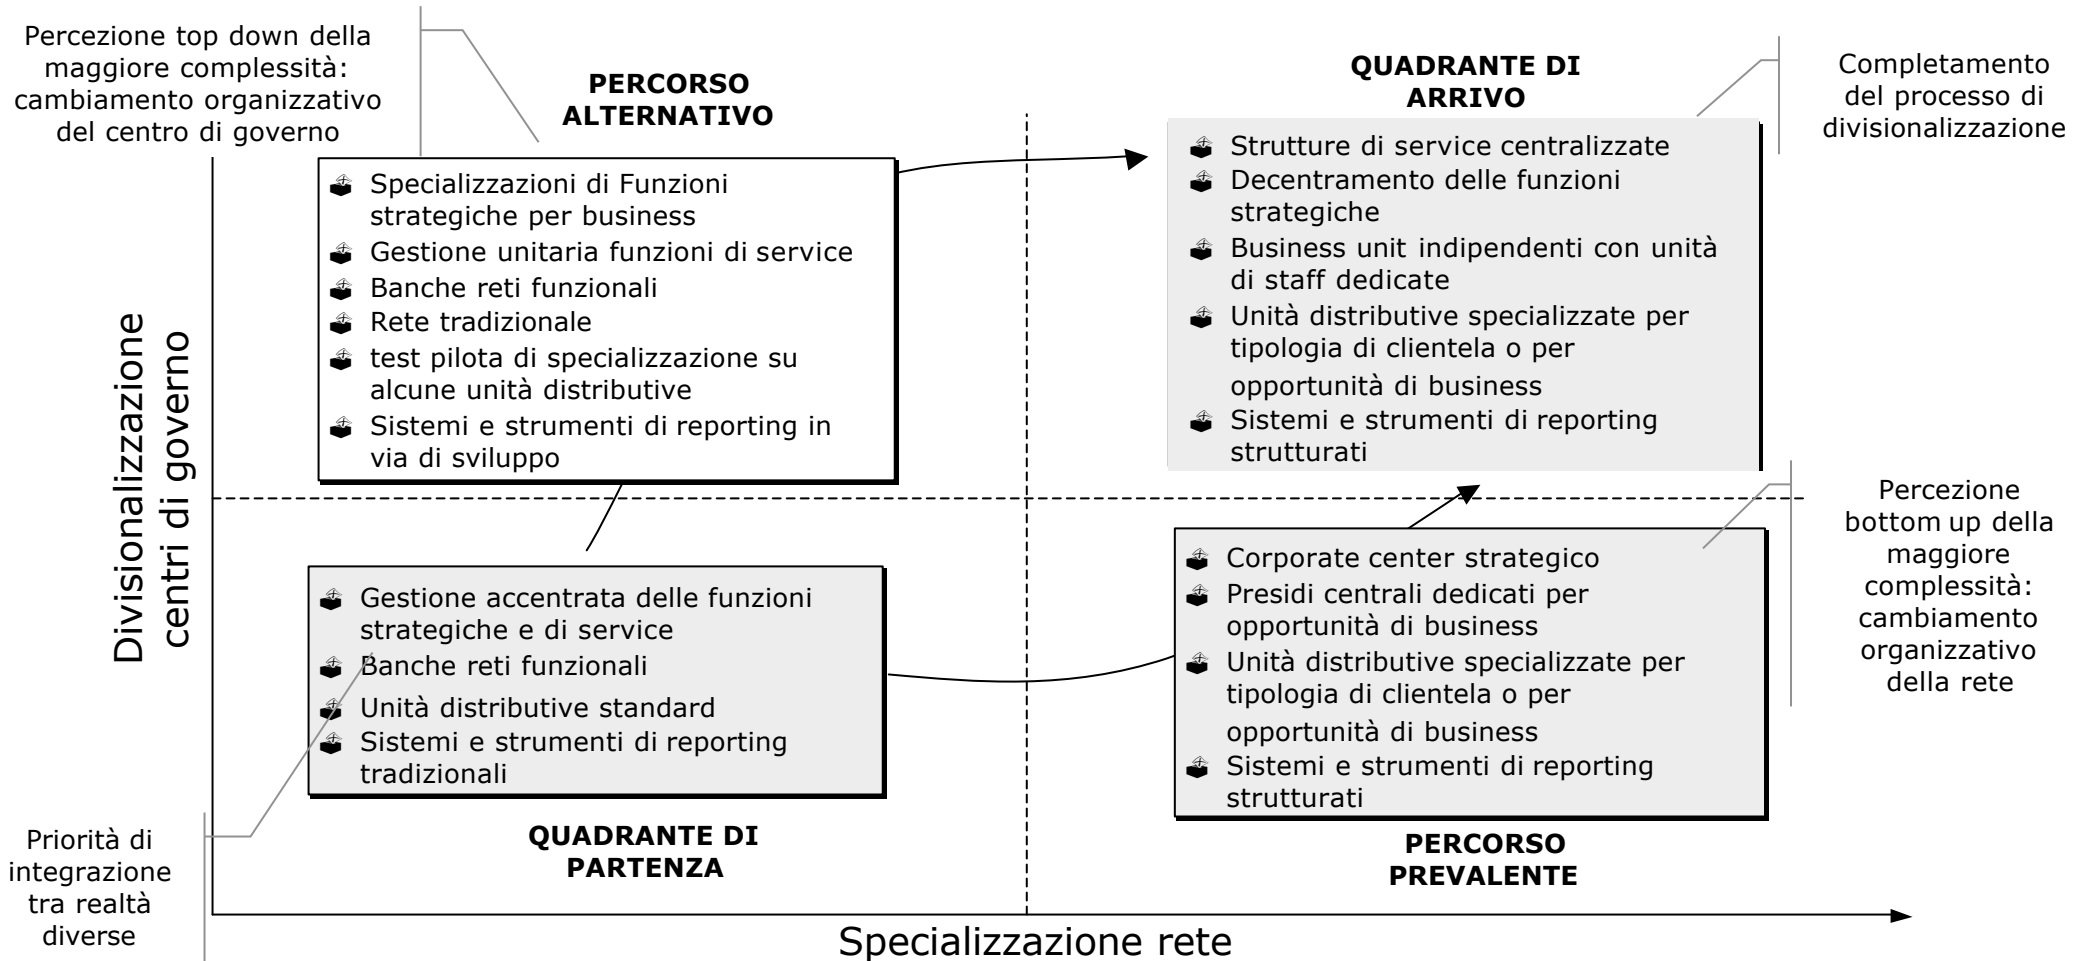 Percezione top down della
maggiore complessità:
cambiamento organizzativo
del centro di governo
PERCORSO
ALTERNATIVO
Specializzazioni di Funzioni
strategiche per business
Gestione unitaria funzioni di service
Banche reti funzionali
Rete tradizionale
test pilota di specializzazione su
alcune unità distributive
Sistemi e strumenti di reporting in
via di sviluppo
QUADRANTE DI
ARRIVO
Strutture di service centralizzate
Decentramento delle funzioni
strategiche
Business unit indipendenti con unità
di staff dedicate
Unità distributive specializzate per
tipologia di clientela o per
opportunità di business
Sistemi e strumenti di reporting
strutturati
Completamento
del processo di
divisionalizzazione
Divisionalizzazione
centri di governo
Gestione accentrata delle funzioni
strategiche e di service
Banche reti funzionali
Unità distributive standard
Sistemi e strumenti di reporting
tradizionali
QUADRANTE DI
PARTENZA
Corporate center strategico
Presidi centrali dedicati per
opportunità di business
Unità distributive specializzate per
tipologia di clientela o per
opportunità di business
Sistemi e strumenti di reporting
strutturati
PERCORSO
PREVALENTE
Percezione
bottom up della
maggiore
complessità:
cambiamento
organizzativo
della rete
Priorità di
integrazione
tra realtà
diverse
Specializzazione rete